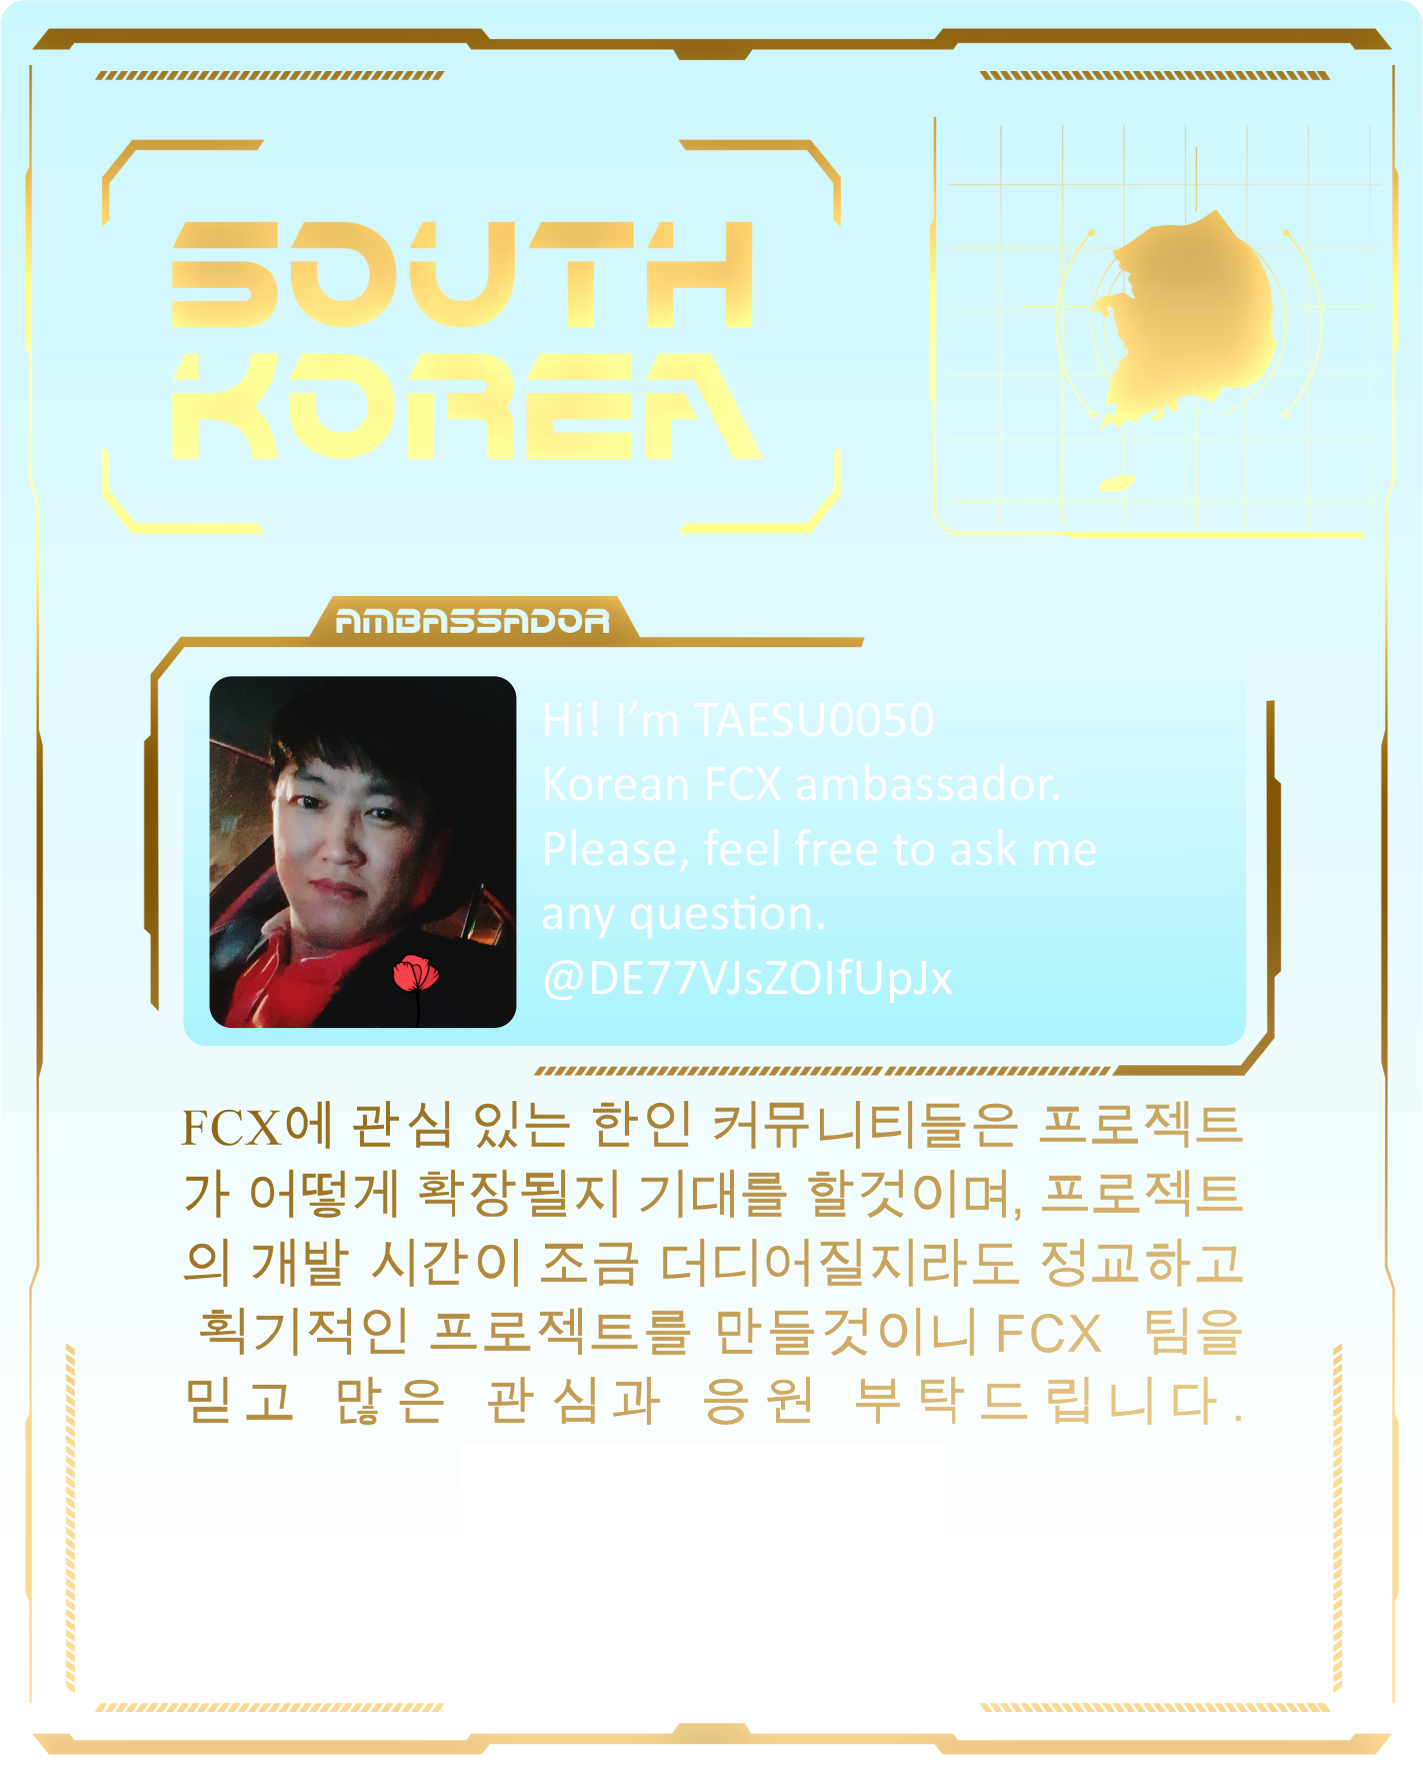 SOUTH
KOREA
AMBASSADOR
Hi! I’m TAESU0050
Korean FCX ambassador.
Please, feel free to ask me
any question.
@DE77VJsZOIfUpJx
FCX에 관심 있는 한인 커뮤니티들은 프로젝트
가 어떻게 확장될지 기대를 할것이며, 프로젝트
의 개발 시간이 조금 더디어질지라도 정교하고
획기적인 프로젝트를 만들것이니 FCX 팀을
믿고 많은 관심과 응원 부탁드립니다.